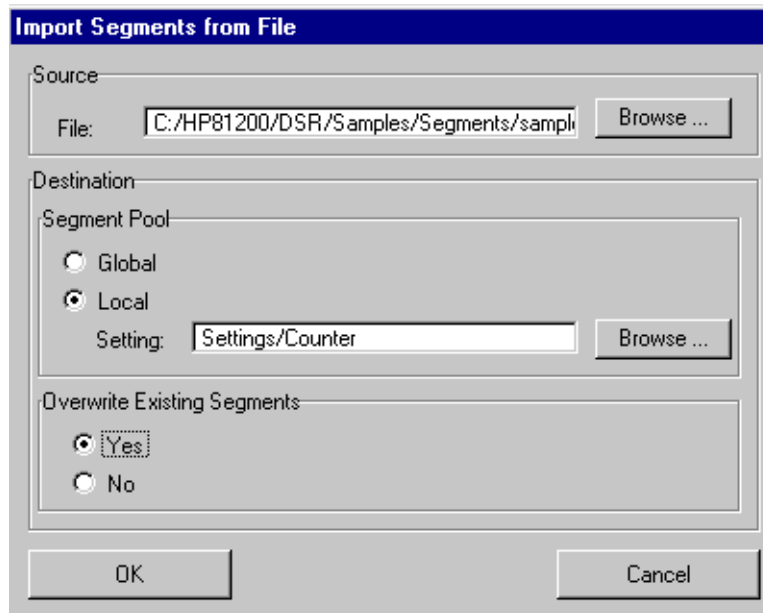 Import Segments from File
Source
File: C:/HP81200/DSR/Samples/Segments/sampl Browse ...
Destination
Segment Pool
Global
Local
Setting: Settings/Counter Browse ...
Overwrite Existing Segments
Yes
No
OK Cancel